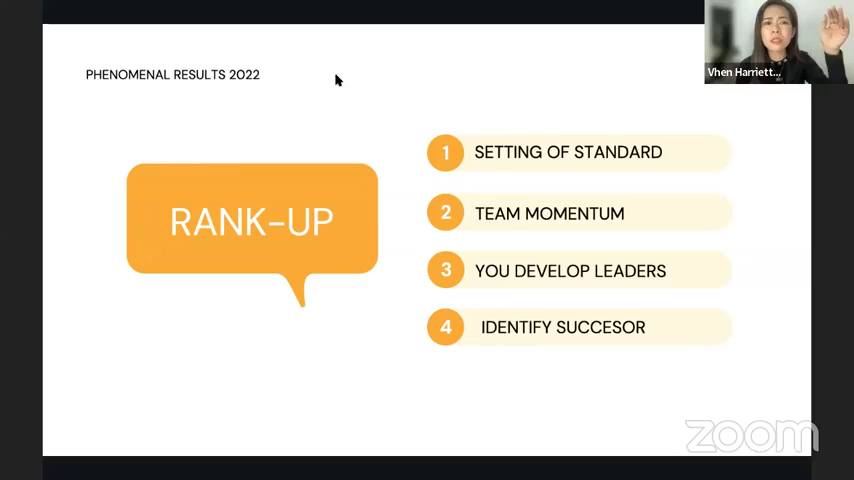 PHENOMENAL RESULTS 2022
Vhen Harriett...
RANK-UP
1 SETTING OF STANDARD
2 TEAM MOMENTUM
3 YOU DEVELOP LEADERS
4 IDENTIFY SUCCESOR
zoom